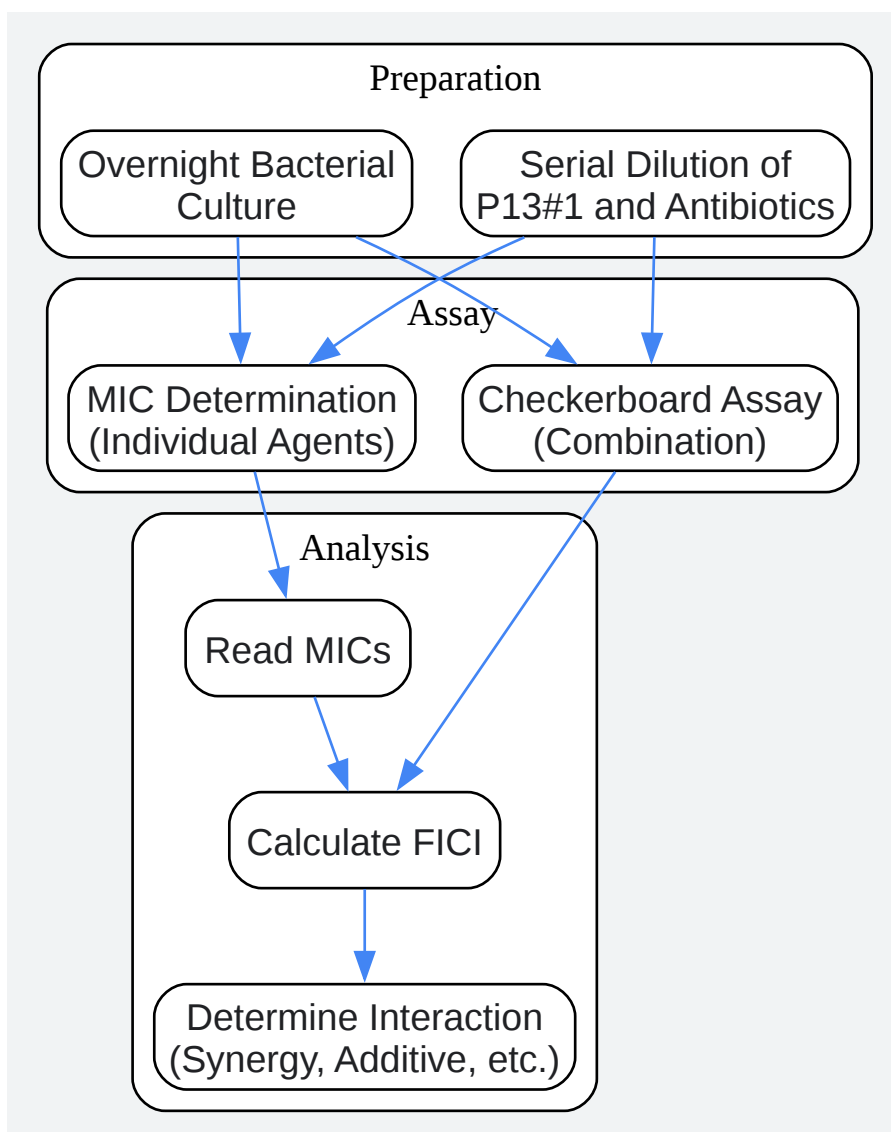 Preparation
Overnight Bacterial
Culture
Serial Dilution of
P13#1 and Antibiotics
Assay
MIC Determination
(Individual Agents)
Checkerboard Assay
(Combination)
Analysis
Read MICs
Calculate FICI
Determine Interaction
(Synergy, Additive, etc.)